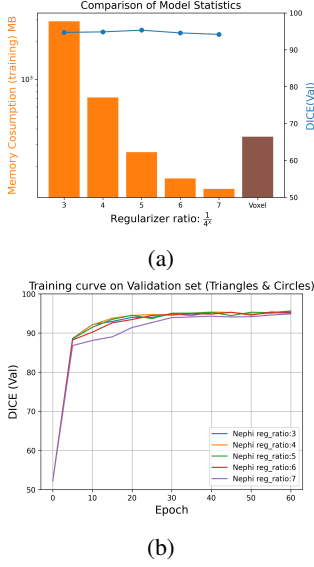 Comparison of Model Statistics
Memory Cosumption (training) MB
10³
100
90
80
70
60
50
DICE(Val)
3 4 5 6 7 Voxel
Regularizer ratio: 1/4ˣ
(a)
Training curve on Validation set (Triangles & Circles)
DICE (Val)
100
90
80
70
60
50
Nephi reg_ratio:3
Nephi reg_ratio:4
Nephi reg_ratio:5
Nephi reg_ratio:6
Nephi reg_ratio:7
0 10 20 30 40 50 60
Epoch
(b)